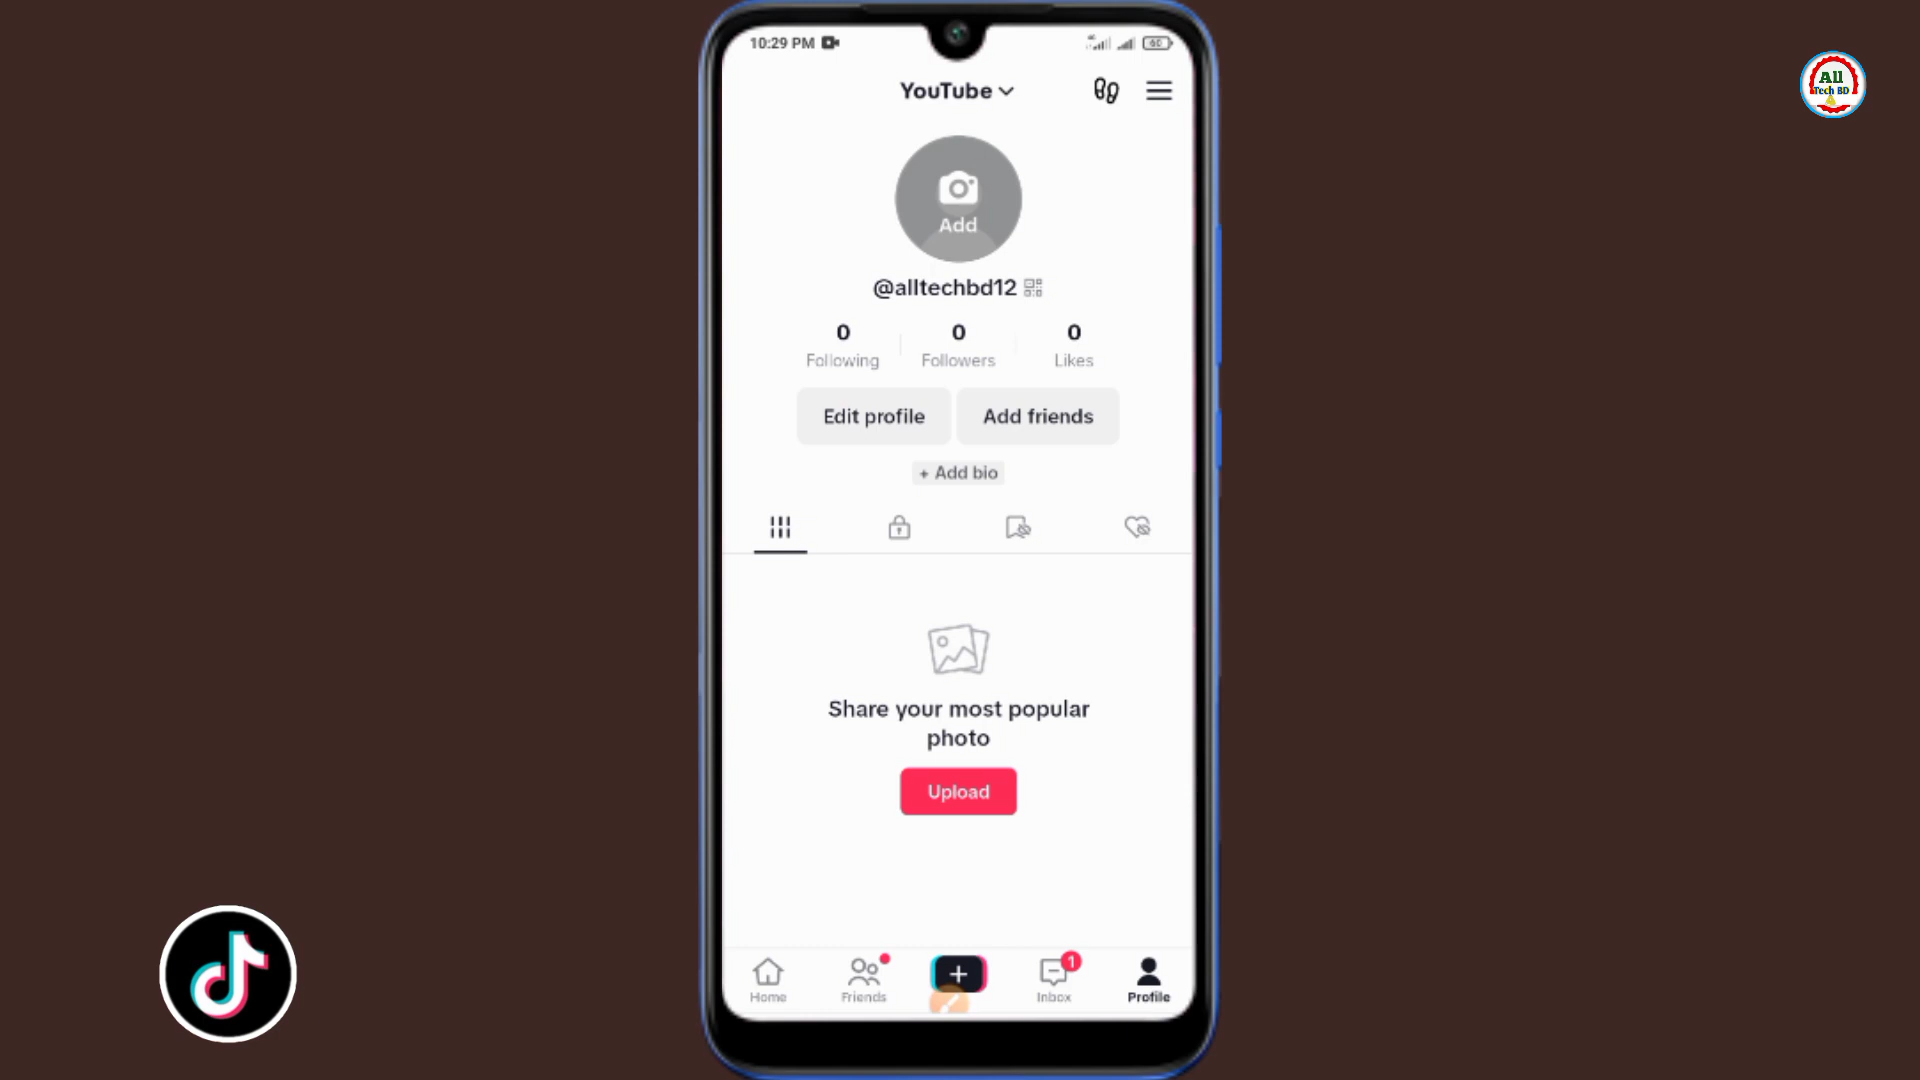 10:29 PM
60
All
Tech BD
YouTube
Add
@alltechbd12
0
0
0
Following
Followers
Likes
Edit profile
Add friends
+ Add bio
Share your most popular
photo
Upload
1
Home
Friends
Inbox
Profile